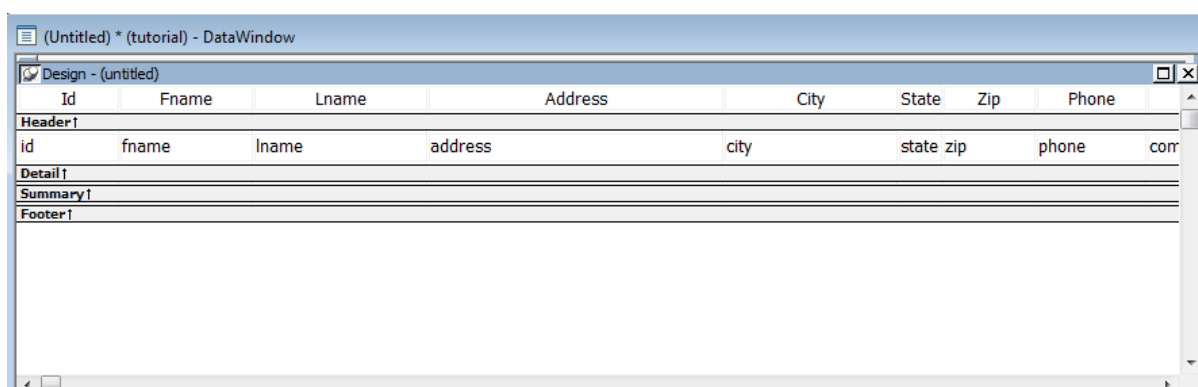 (Untitled) * (tutorial) - DataWindow
Design - (untitled)
Id Fname Lname Address City State Zip Phone
Header↑
id fname lname address city state zip phone com
Detail↑
Summary↑
Footer↑